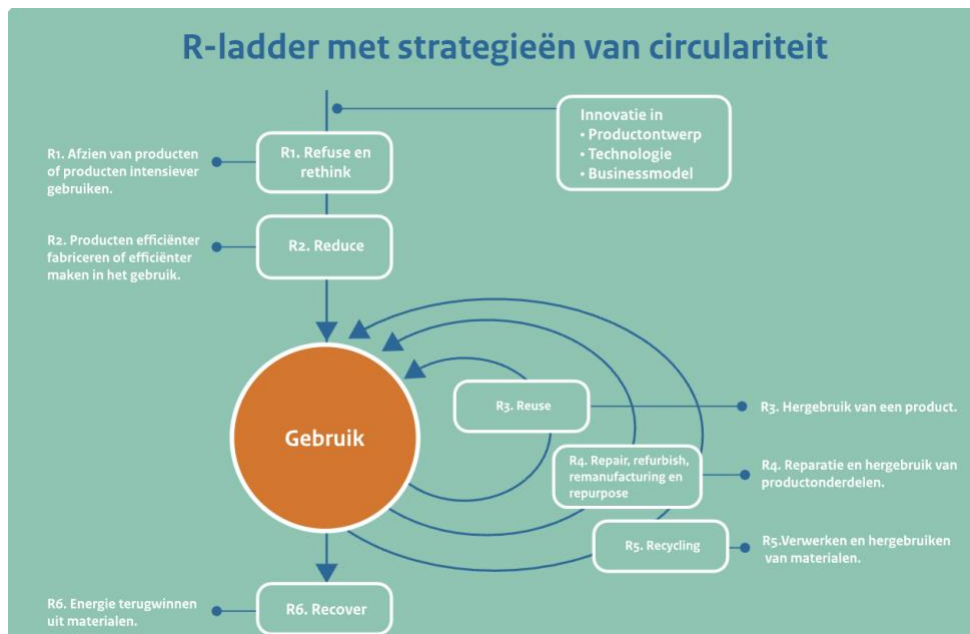 R-ladder met strategieën van circulariteit
Innovatie in
• Productontwerp
• Technologie
• Businessmodel
R1. Afzien van producten
of producten intensiever
gebruiken.
R1. Refuse en
rethink
R2. Producten efficiënter
fabriceren of efficiënter
maken in het gebruik.
R2. Reduce
Gebruik
R3. Reuse
R3. Hergebruik van een product.
R4. Repair, refurbish,
remanufacturing en
repurpose
R4. Reparatie en hergebruik van
productonderdelen.
R5. Recycling
R5.Verwerken en hergebruiken
van materialen.
R6. Energie terugwinnen
uit materialen.
R6. Recover